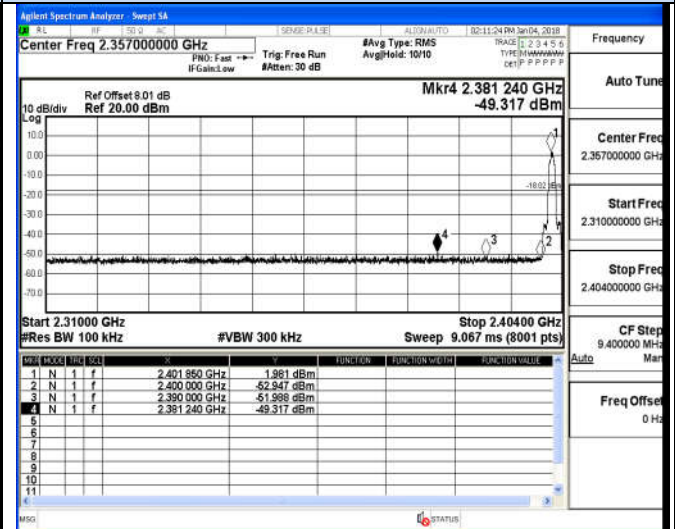 Agilent Spectrum Analyzer - Swept SA
RL RF 50 Ω AC SENSE:PULSE ALIGNAUTO 02:11:24 PM Jan 04, 2018
Center Freq 2.357000000 GHz
PNO: Fast
IFGain:Low
Trig: Free Run
#Atten: 30 dB
#Avg Type: RMS
Avg|Hold: 10/10
TRACE 1 2 3 4 5 6
TYPE M
DET P P P P P P
Ref Offset 8.01 dB
Ref 20.00 dBm
10 dB/div
Log
Mkr4 2.381 240 GHz
-49.317 dBm
10.0
0.00
-10.0
-20.0
-30.0
-40.0
-50.0
-60.0
-70.0
1
-18.02 dBm
4
3
2
Start 2.31000 GHz
Stop 2.40400 GHz
#Res BW 100 kHz
#VBW 300 kHz
Sweep 9.067 ms (8001 pts)
MKR MODE TRC SCL X Y FUNCTION FUNCTION WIDTH FUNCTION VALUE
1 N 1 f 2.401 850 GHz 1.981 dBm
2 N 1 f 2.400 000 GHz -52.947 dBm
3 N 1 f 2.390 000 GHz -51.988 dBm
4 N 1 f 2.381 240 GHz -49.317 dBm
5
6
7
8
9
10
11
MSG
STATUS
Frequency
Auto Tune
Center Freq
2.357000000 GHz
Start Freq
2.310000000 GHz
Stop Freq
2.404000000 GHz
CF Step
9.400000 MHz
Auto Man
Freq Offset
0 Hz